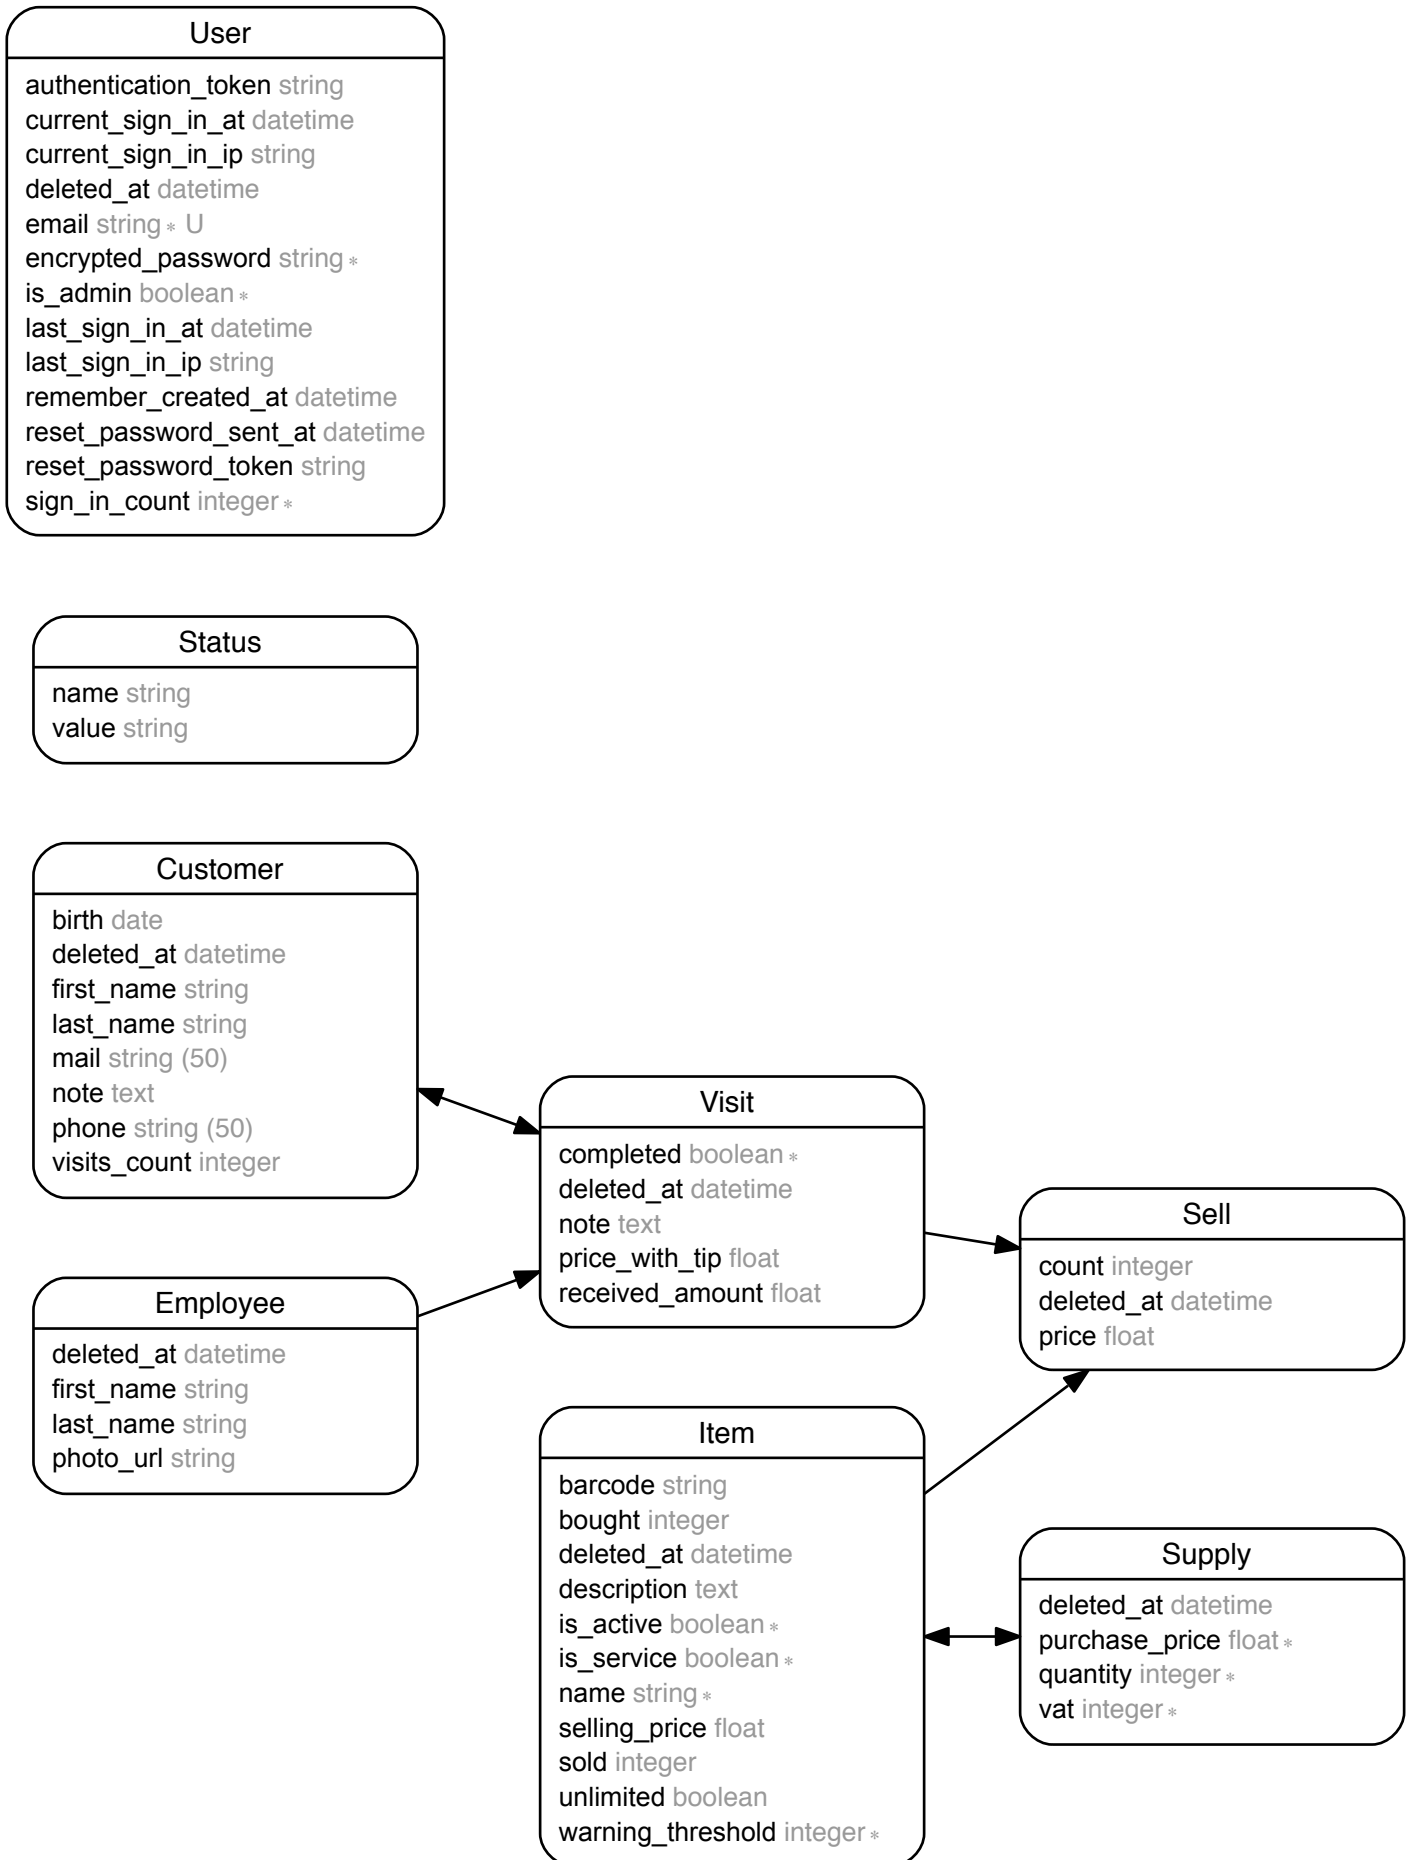 User
authentication_token string
current_sign_in_at datetime
current_sign_in_ip string
deleted_at datetime
email string * U
encrypted_password string *
is_admin boolean *
last_sign_in_at datetime
last_sign_in_ip string
remember_created_at datetime
reset_password_sent_at datetime
reset_password_token string
sign_in_count integer *
Status
name string
value string
Customer
birth date
deleted_at datetime
first_name string
last_name string
mail string (50)
note text
phone string (50)
visits_count integer
Employee
deleted_at datetime
first_name string
last_name string
photo_url string
Visit
completed boolean *
deleted_at datetime
note text
price_with_tip float
received_amount float
Item
barcode string
bought integer
deleted_at datetime
description text
is_active boolean *
is_service boolean *
name string *
selling_price float
sold integer
unlimited boolean
warning_threshold integer *
Sell
count integer
deleted_at datetime
price float
Supply
deleted_at datetime
purchase_price float *
quantity integer *
vat integer *